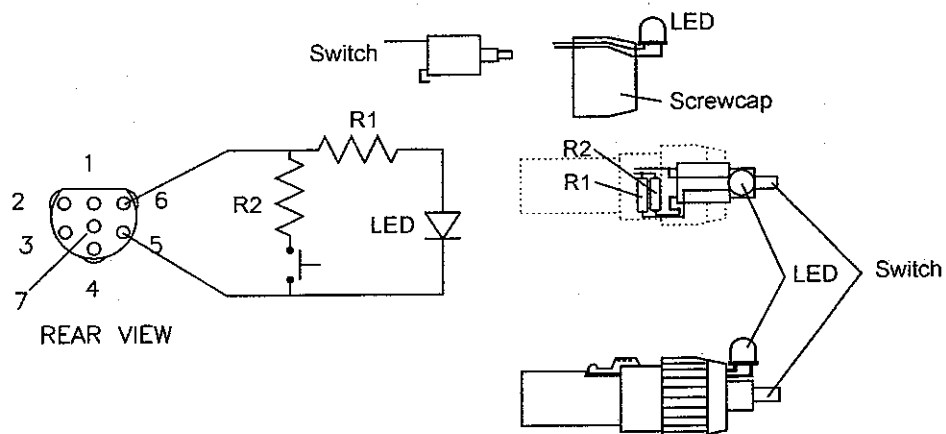 LED
Switch
Screwcap
R1
R2
LED
1
2
6
3
5
7
4
REAR VIEW
R2
R1
LED
Switch